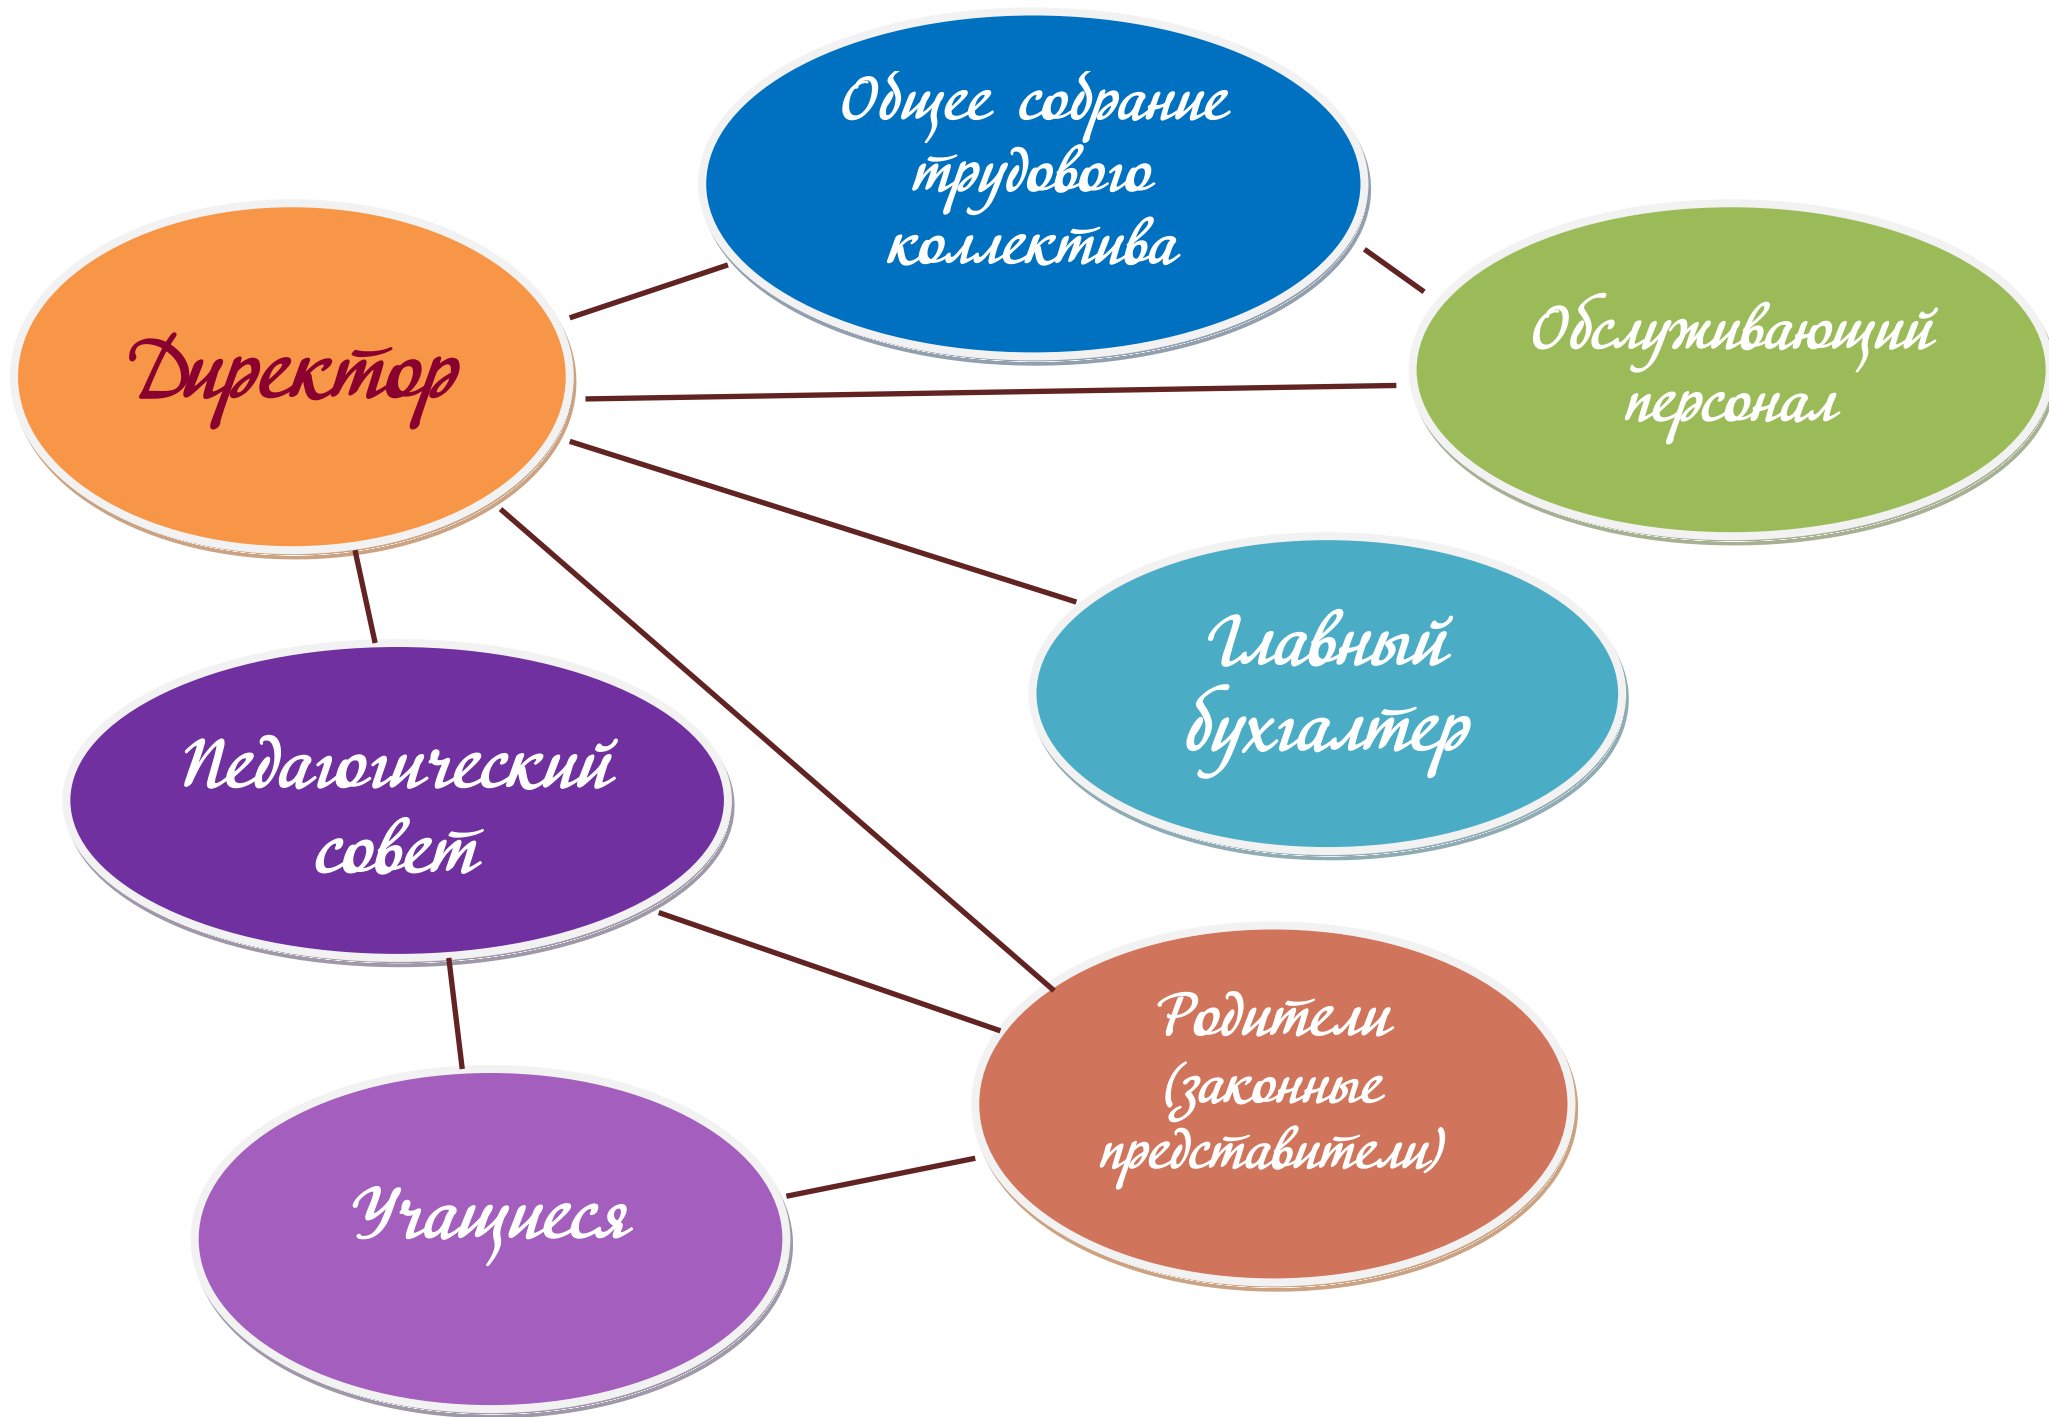 Общее собрание
трудового
коллектива
Директор
Обслуживающий
персонал
Главный
бухгалтер
Педагогический
совет
Родители
(законные
представители)
Учащиеся